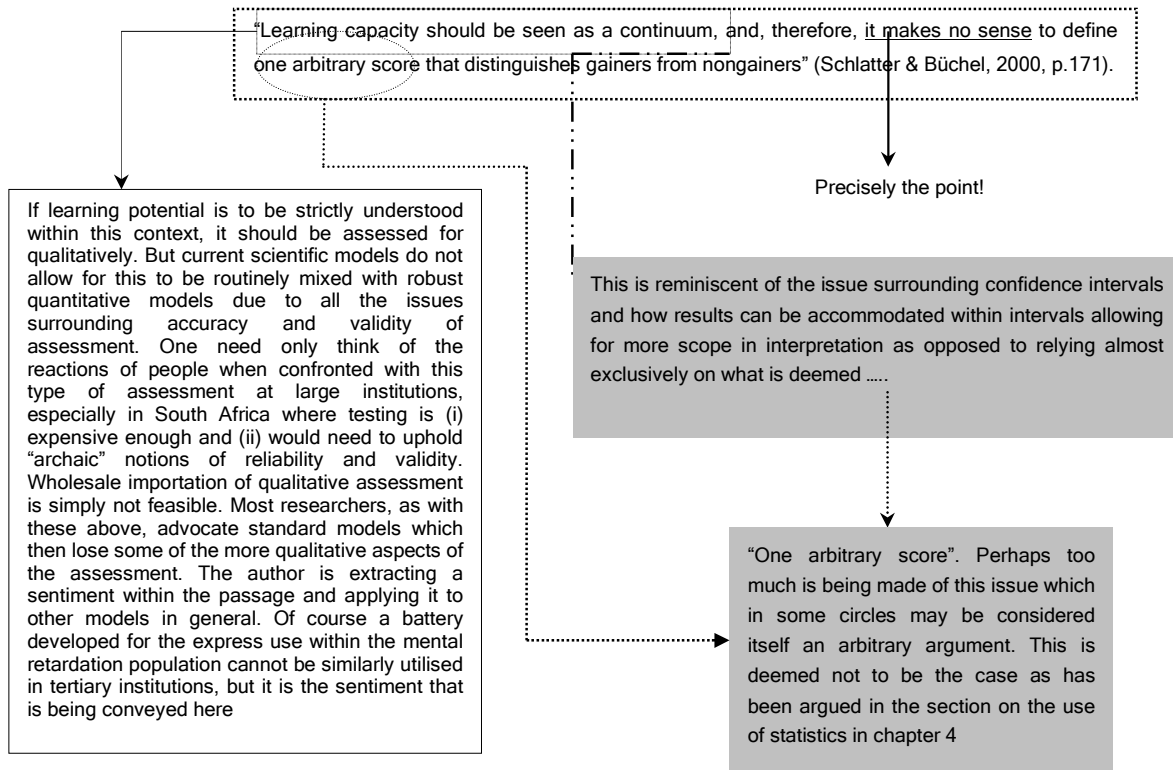 “Learning capacity should be seen as a continuum, and, therefore, it makes no sense to define
one arbitrary score that distinguishes gainers from nongainers” (Schlatter & Büchel, 2000, p.171).
Precisely the point!
If learning potential is to be strictly understood
within this context, it should be assessed for
qualitatively. But current scientific models do not
allow for this to be routinely mixed with robust
quantitative models due to all the issues
surrounding accuracy and validity of
assessment. One need only think of the
reactions of people when confronted with this
type of assessment at large institutions,
especially in South Africa where testing is (i)
expensive enough and (ii) would need to uphold
“archaic” notions of reliability and validity.
Wholesale importation of qualitative assessment
is simply not feasible. Most researchers, as with
these above, advocate standard models which
then lose some of the more qualitative aspects of
the assessment. The author is extracting a
sentiment within the passage and applying it to
other models in general. Of course a battery
developed for the express use within the mental
retardation population cannot be similarly utilised
in tertiary institutions, but it is the sentiment that
is being conveyed here
This is reminiscent of the issue surrounding confidence intervals
and how results can be accommodated within intervals allowing
for more scope in interpretation as opposed to relying almost
exclusively on what is deemed …..
“One arbitrary score”. Perhaps too
much is being made of this issue which
in some circles may be considered
itself an arbitrary argument. This is
deemed not to be the case as has
been argued in the section on the use
of statistics in chapter 4